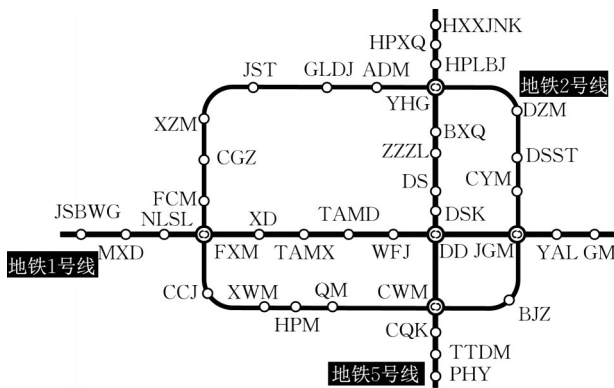 HXXJNK
HPXQ
HPLBJ
JST
GLDJ
ADM
地铁2号线
YHG
DZM
XZM
BXQ
CGZ
ZZZL
DSST
FCM
DS
CYM
JSBWG
NLSL
XD
TAMD
DSK
MXD
FXM
TAMX
WFJ
DD
JGM
YAL
GM
地铁1号线
CCJ
XWM
QM
CWM
HPM
BJZ
CQK
TTDM
地铁5号线
PHY